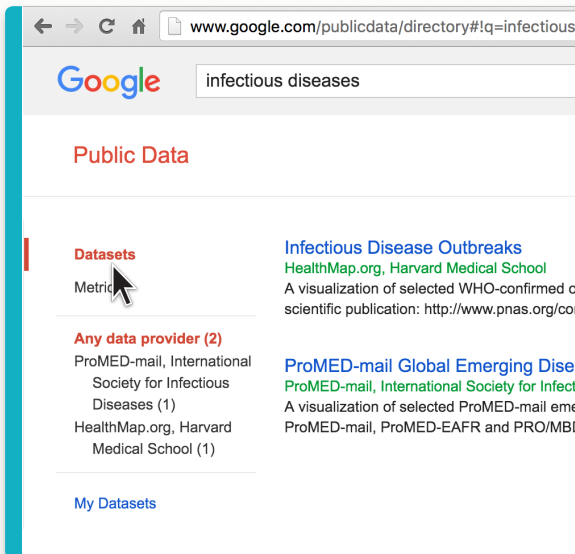 www.google.com/publicdata/directory#!q=infectious
Google
infectious diseases
Public Data
Datasets
Infectious Disease Outbreaks
HealthMap.org, Harvard Medical School
A visualization of selected WHO-confirmed
scientific publication: http://www.pnas.org/co
Any data provider (2)
ProMED-mail, International
Society for Infectious
Diseases (1)
HealthMap.org, Harvard
Medical School (1)
ProMED-mail Global Emerging Dise
ProMED-mail, International Society for Infect
A visualization of selected ProMED-mail eme
ProMED-mail, ProMED-EAFR and PRO/MBD
My Datasets